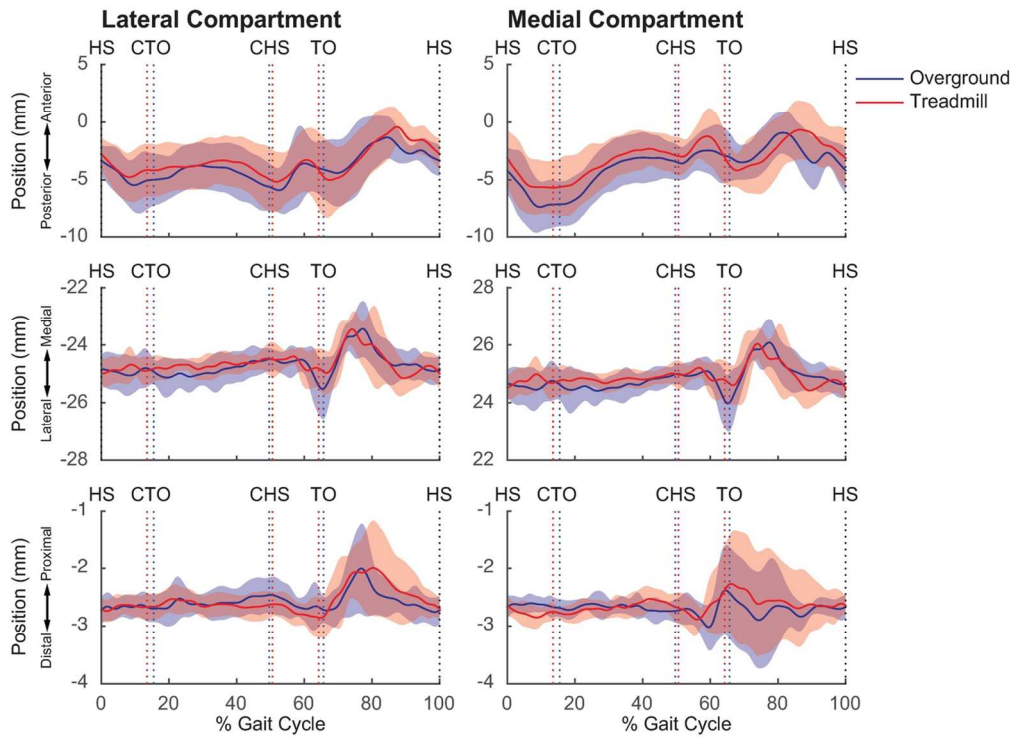 Lateral Compartment Medial Compartment
HS CTO CHS TO HS HS CTO CHS TO HS
Overground
Treadmill
Position (mm)
Posterior Anterior
5
0
-5
-10
5
0
-5
-10
HS CTO CHS TO HS HS CTO CHS TO HS
Position (mm)
Lateral Medial
-22
-24
-26
-28
28
26
24
22
HS CTO CHS TO HS HS CTO CHS TO HS
Position (mm)
Distal Proximal
-1
-2
-3
-4
-1
-2
-3
-4
0 20 40 60 80 100 0 20 40 60 80 100
% Gait Cycle % Gait Cycle